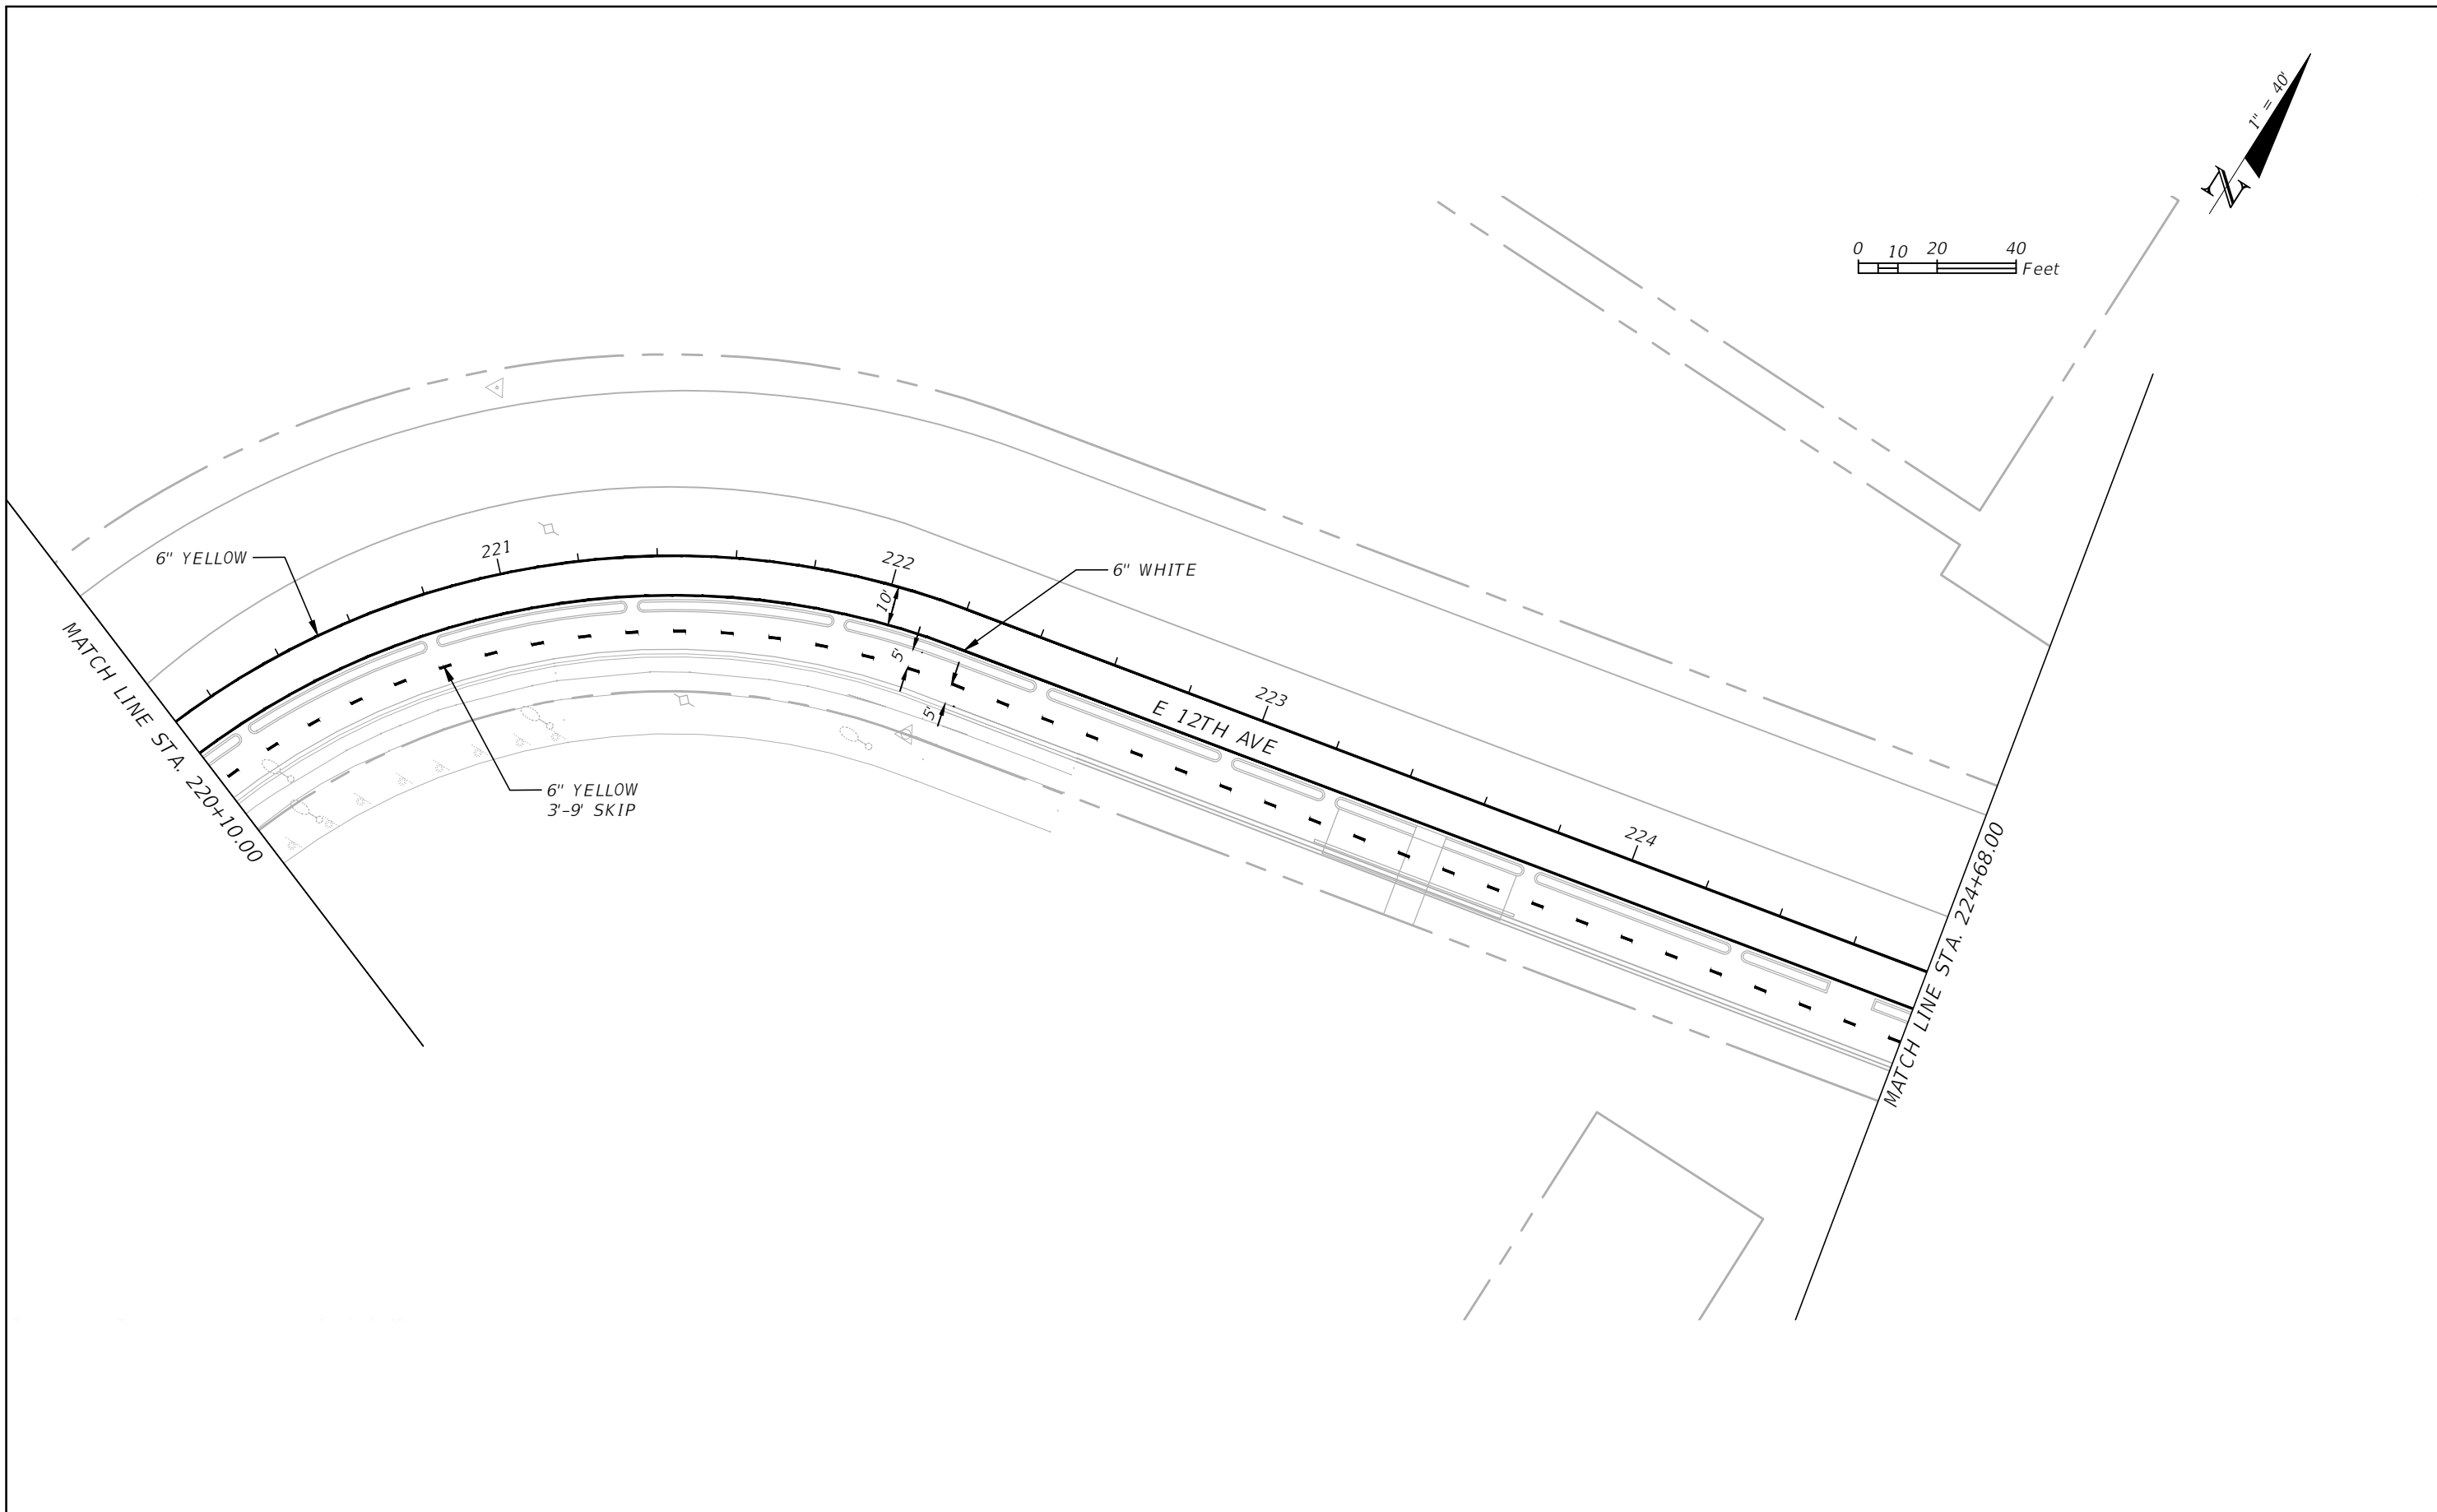 1" = 40'
N
0 10 20 40
Feet
221
222
6" YELLOW
6" WHITE
10'
5'
5'
223
E 12TH AVE
MATCH LINE STA. 220+10.00
6" YELLOW
3'-9' SKIP
224
MATCH LINE STA. 224+68.00